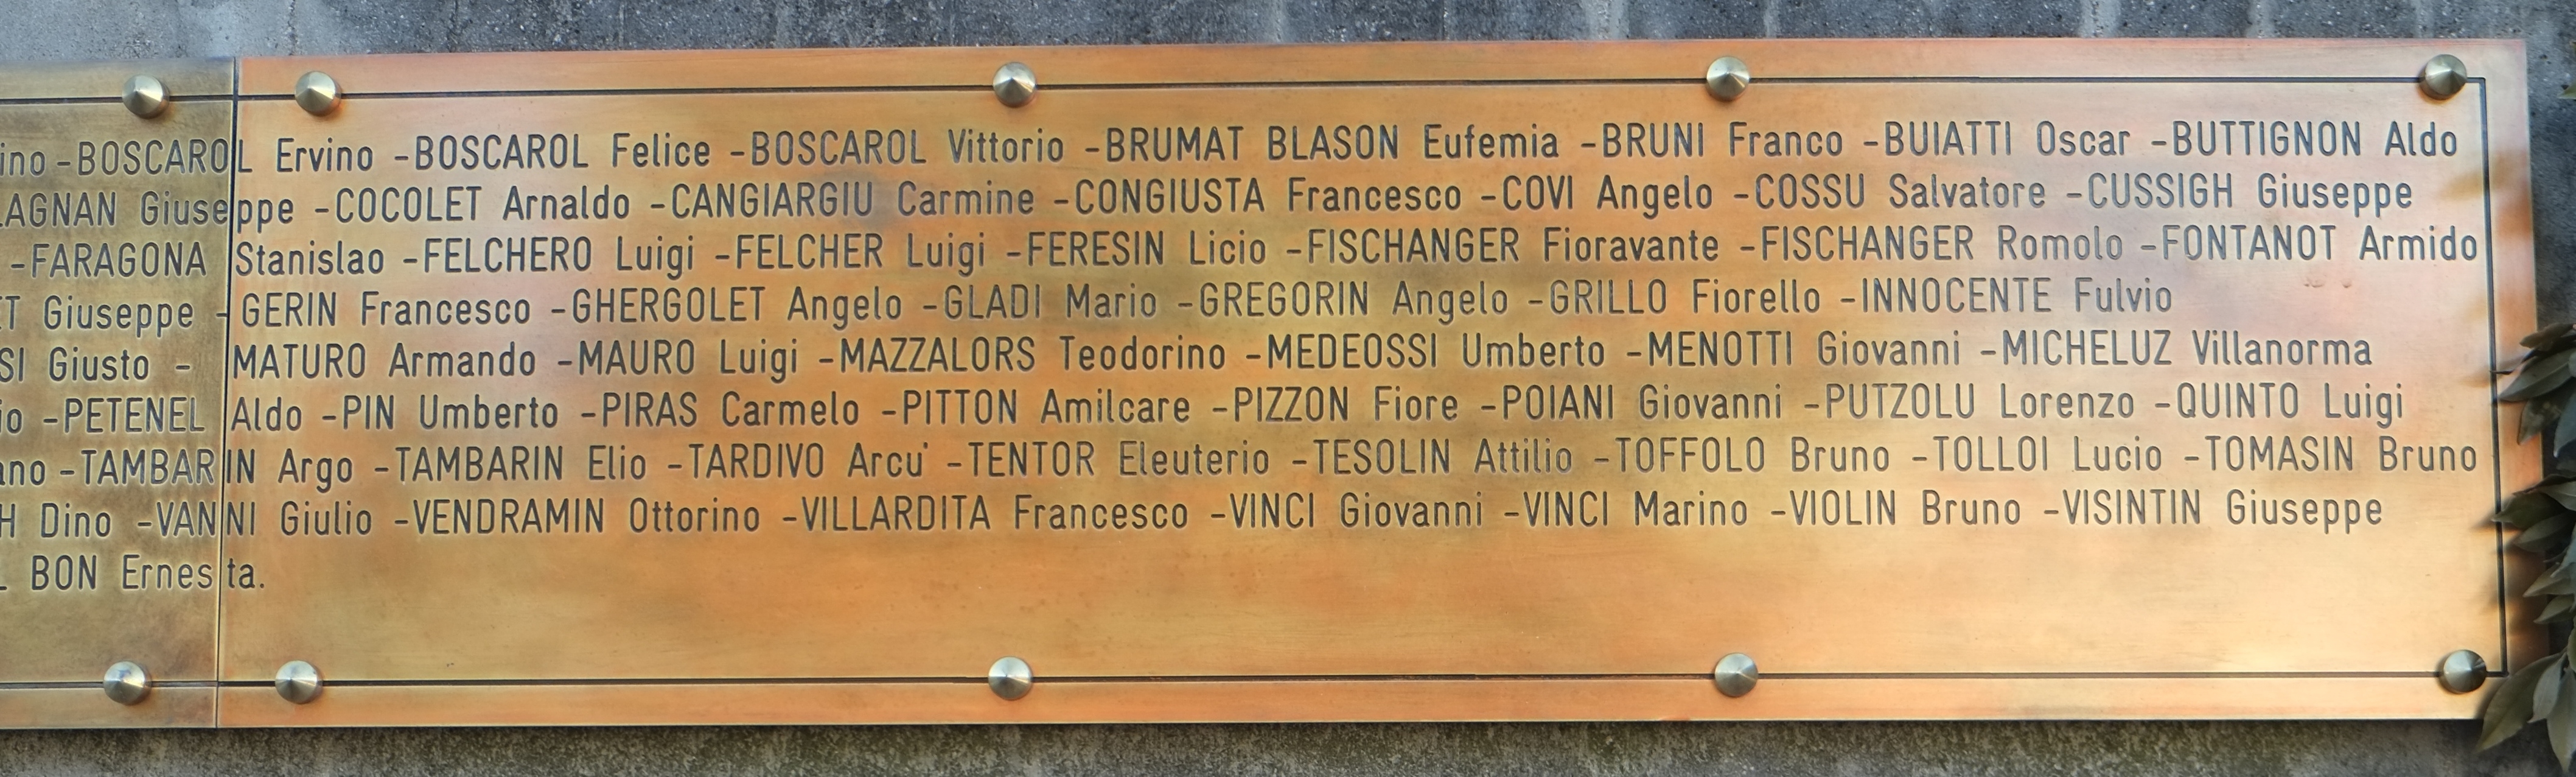 ino -BOSCAROL Ervino -BOSCAROL Felice -BOSCAROL Vittorio -BRUMAT BLASON Eufemia -BRUNI Franco -BUIATTI Oscar -BUTTIGNON Aldo
LAGNAN Giuseppe -COCOLET Arnaldo -CANGIARGIU Carmine -CONGIUSTA Francesco -COVI Angelo -COSSU Salvatore -CUSSIGH Giuseppe
-FARAGONA Stanislao -FELCHERO Luigi -FELCHER Luigi -FERESIN Licio -FISCHANGER Fioravante -FISCHANGER Romolo -FONTANOT Armido
ET Giuseppe -GERIN Francesco -GHERGOLET Angelo -GLADI Mario -GREGORIN Angelo -GRILLO Fiorello -INNOCENTE Fulvio
SI Giusto - MATURO Armando -MAURO Luigi -MAZZALORS Teodorino -MEDEOSSI Umberto -MENOTTI Giovanni -MICHELUZ Villanorma
io -PETENEL Aldo -PIN Umberto -PIRAS Carmelo -PITTON Amilcare -PIZZON Fiore -POIANI Giovanni -PUTZOLU Lorenzo -QUINTO Luigi
ano -TAMBARIN Argo -TAMBARIN Elio -TARDIVO Arcu' -TENTOR Eleuterio -TESOLIN Attilio -TOFFOLO Bruno -TOLLOI Lucio -TOMASIN Bruno
H Dino -VANNI Giulio -VENDRAMIN Ottorino -VILLARDITA Francesco -VINCI Giovanni -VINCI Marino -VIOLIN Bruno -VISINTIN Giuseppe
L BON Ernesta.